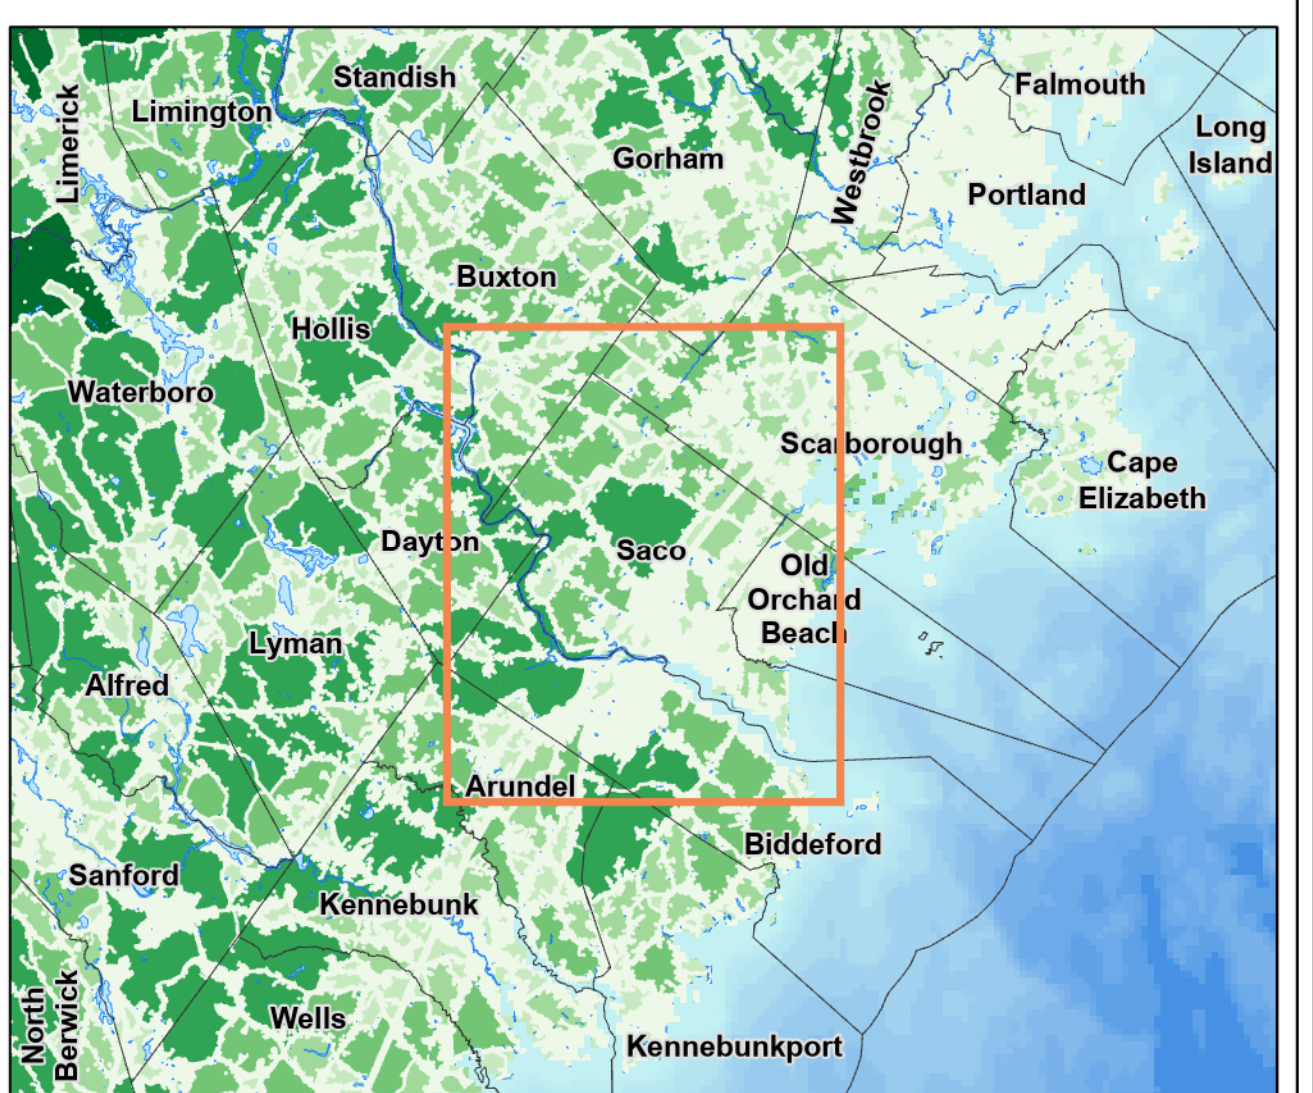 Standish
Falmouth
Limington
Limerick
Long
Island
Gorham
Westbrook
Portland
Buxton
Hollis
Waterboro
Scarborough
Cape
Elizabeth
Dayton
Saco
Old
Orchard
Beach
Lyman
Alfred
Arundel
Biddeford
Sanford
Kennebunk
North
Berwick
Wells
Kennebunkport